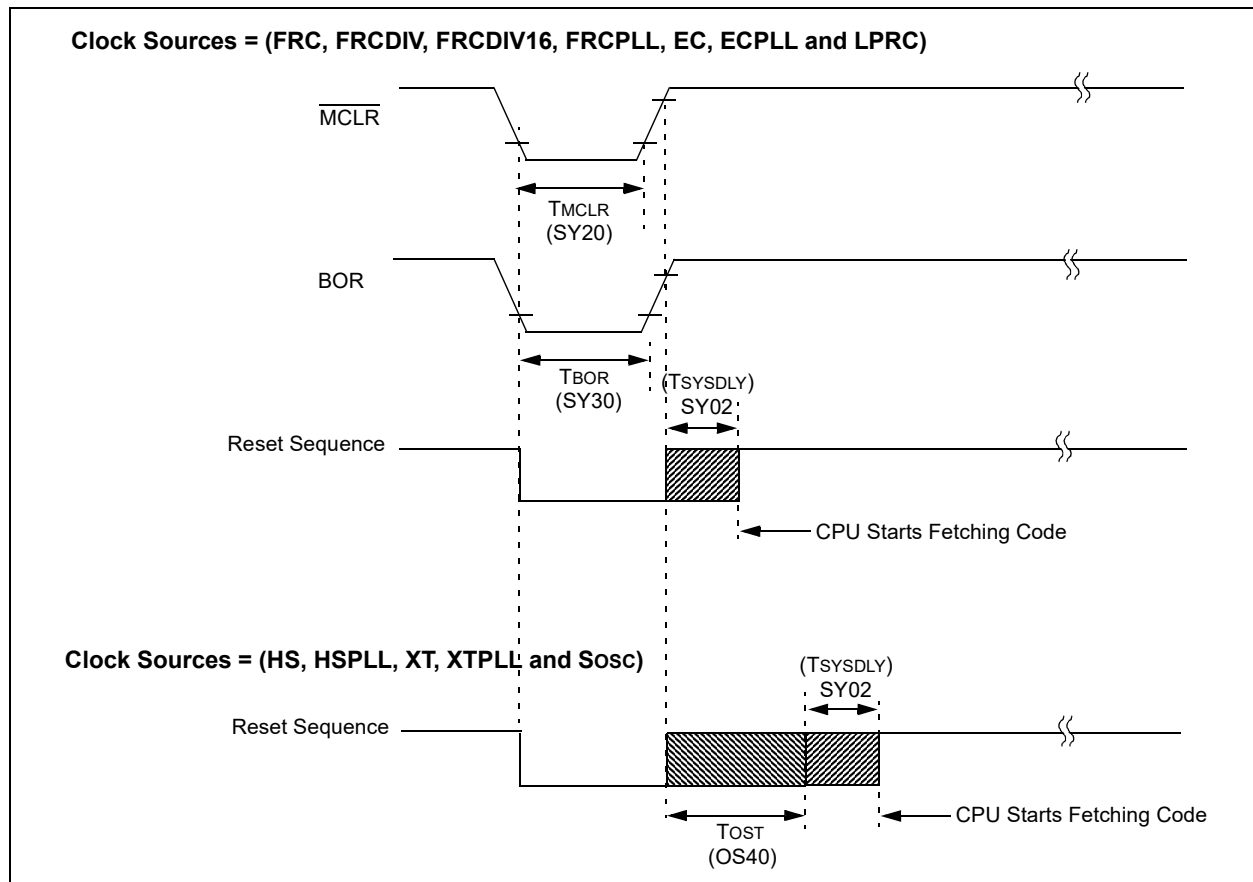 Clock Sources = (FRC, FRCDIV, FRCDIV16, FRCPLL, EC, ECPLL and LPRC)
MCLR
TMCLR
(SY20)
BOR
TBOR
(SY30)
(TSYSDLY)
SY02
Reset Sequence
CPU Starts Fetching Code
Clock Sources = (HS, HSPLL, XT, XTPLL and SOSC)
(TSYSDLY)
SY02
Reset Sequence
CPU Starts Fetching Code
TOST
(OS40)